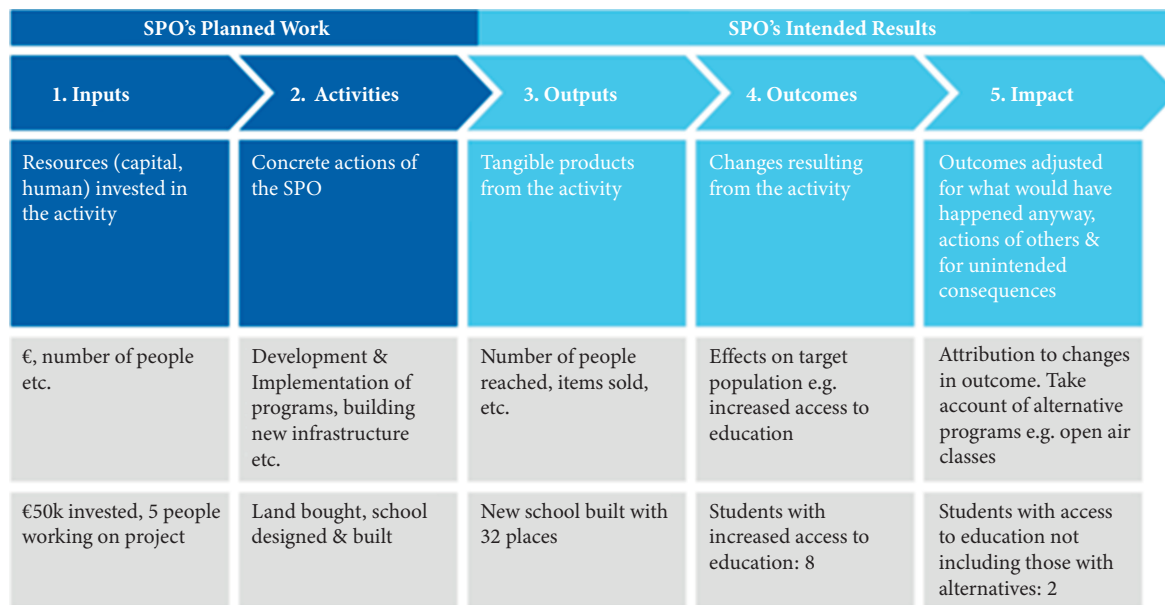 SPO’s Planned Work
SPO’s Intended Results
1. Inputs
2. Activities
3. Outputs
4. Outcomes
5. Impact
Resources (capital,
human) invested in
the activity
Concrete actions of
the SPO
Tangible products
from the activity
Changes resulting
from the activity
Outcomes adjusted
for what would have
happened anyway,
actions of others &
for unintended
consequences
€, number of people
etc.
Development &
Implementation of
programs, building
new infrastructure
etc.
Number of people
reached, items sold,
etc.
Effects on target
population e.g.
increased access to
education
Attribution to changes
in outcome. Take
account of alternative
programs e.g. open air
classes
€50k invested, 5 people
working on project
Land bought, school
designed & built
New school built with
32 places
Students with
increased access to
education: 8
Students with access
to education not
including those with
alternatives: 2